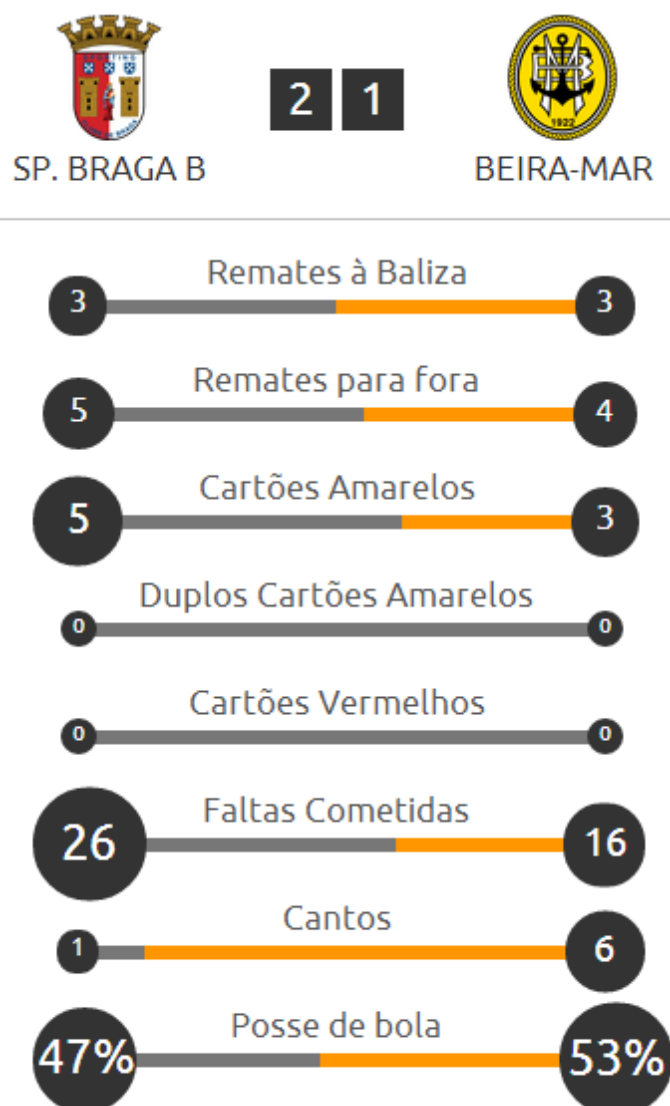 SPORTING
1922
2 1
SP. BRAGA B BEIRA-MAR
Remates à Baliza
3 3
Remates para fora
5 4
Cartões Amarelos
5 3
Duplos Cartões Amarelos
0 0
Cartões Vermelhos
0 0
Faltas Cometidas
26 16
Cantos
1 6
Posse de bola
47% 53%